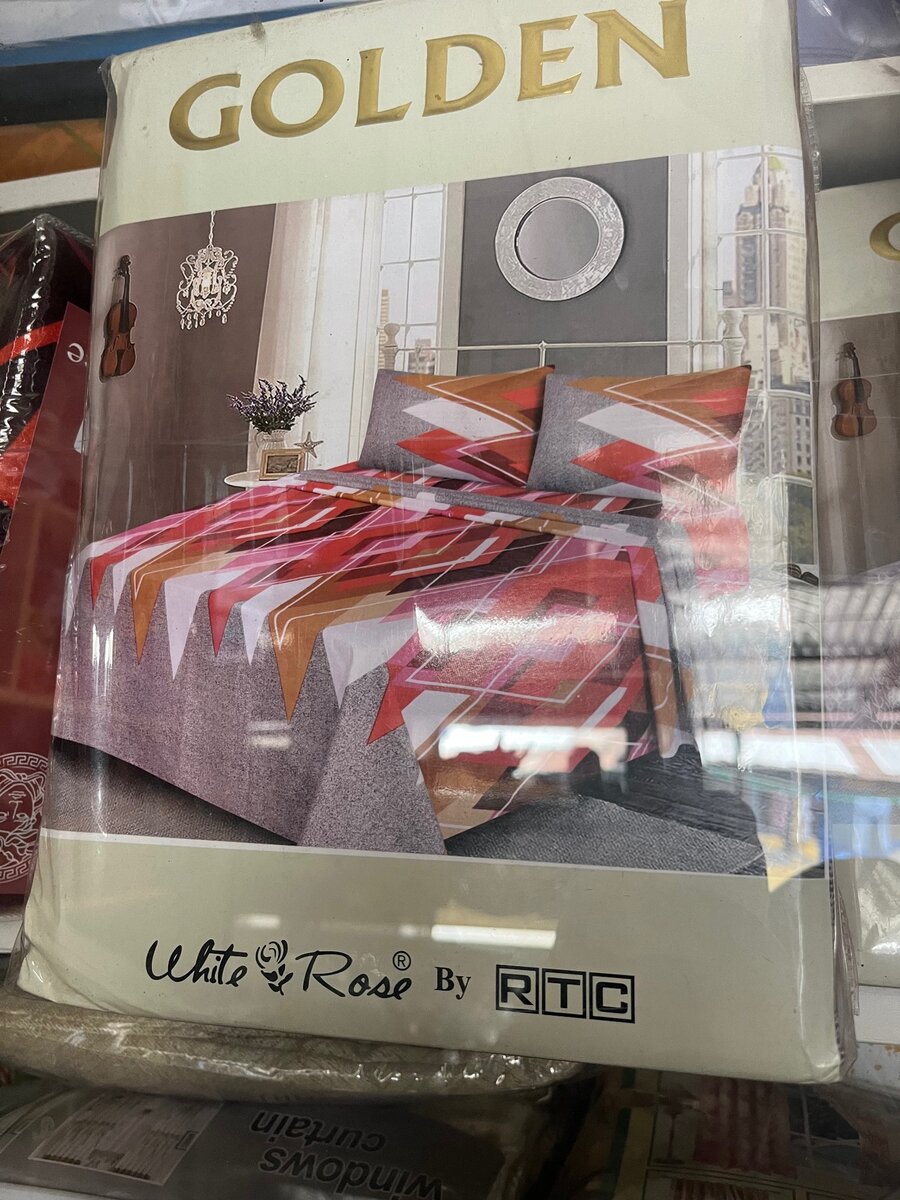 GOLDEN
White Rose® By RTC
windows
curtain